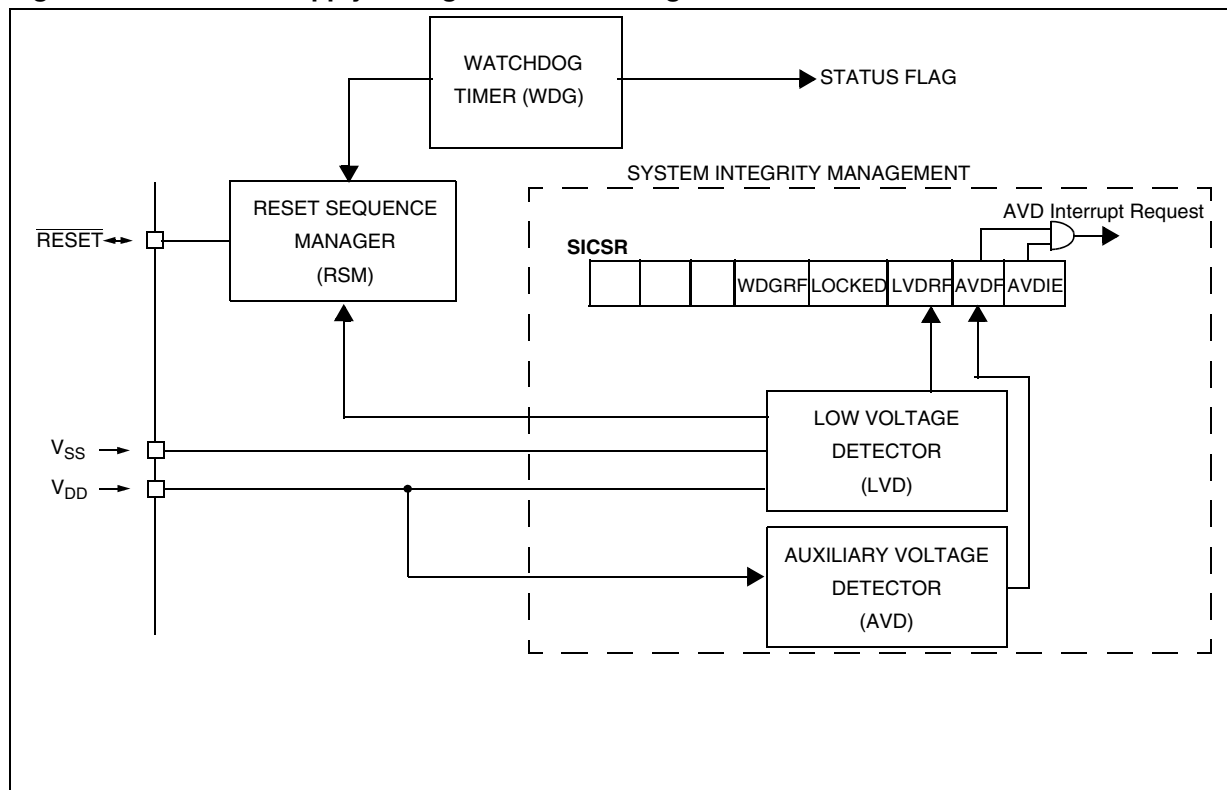 WATCHDOG
TIMER (WDG)
STATUS FLAG
SYSTEM INTEGRITY MANAGEMENT
RESET SEQUENCE
MANAGER
(RSM)
RESET
AVD Interrupt Request
SICSR
WDGRF LOCKED LVDRF AVDF AVDIE
LOW VOLTAGE
DETECTOR
(LVD)
VSS
VDD
AUXILIARY VOLTAGE
DETECTOR
(AVD)